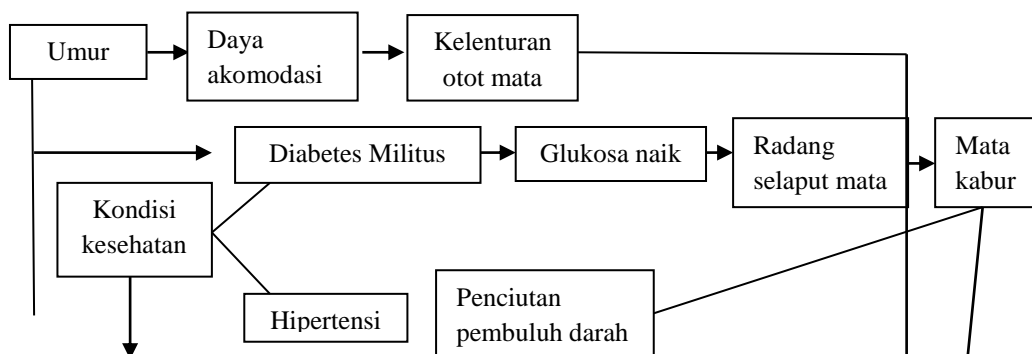 Umur
Daya
akomodasi
Kelenturan
otot mata
Diabetes Militus
Glukosa naik
Radang
selaput mata
Mata
kabur
Kondisi
kesehatan
Hipertensi
Penciutan
pembuluh darah